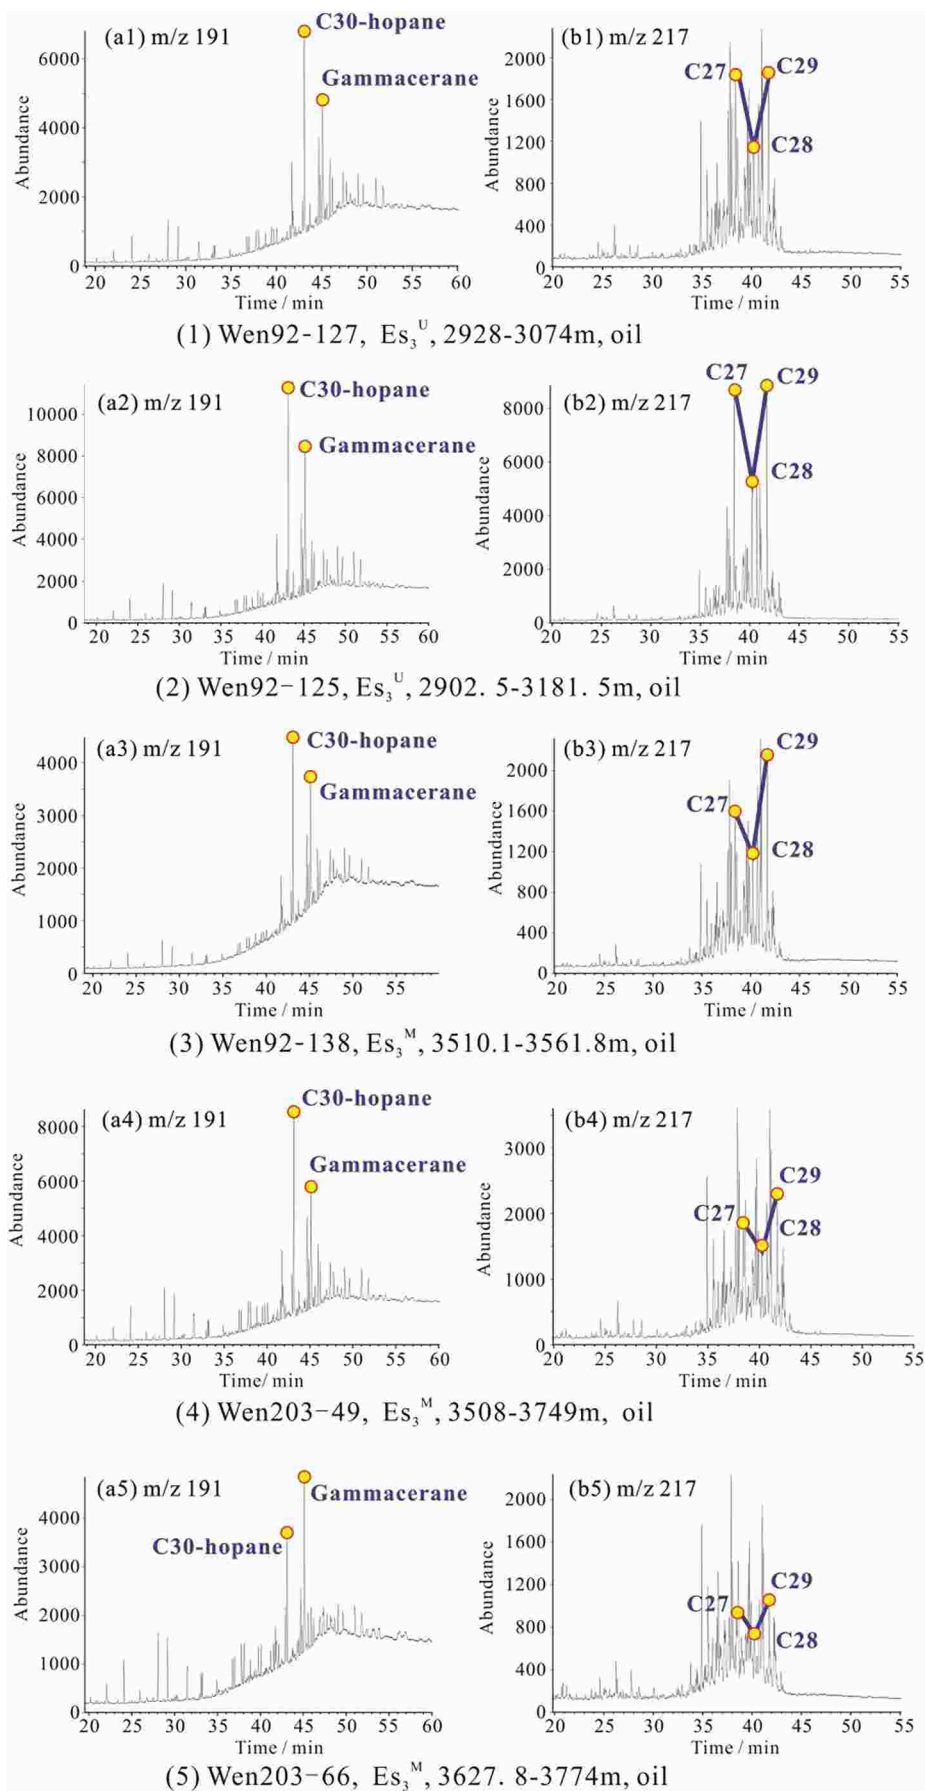 (a1) m/z 191
C30-hopane
Gammacerane
6000
4000
2000
0
Abundance
20 25 30 35 40 45 50 55 60
Time / min
(b1) m/z 217
C27
C29
C28
2000
1600
1200
800
400
0
Abundance
20 25 30 35 40 45 50 55
Time / min
(1) Wen92-127, Es₃ᵁ, 2928-3074m, oil
(a2) m/z 191
C30-hopane
Gammacerane
10000
8000
6000
4000
2000
0
Abundance
20 25 30 35 40 45 50 55 60
Time / min
(b2) m/z 217
C27
C29
C28
8000
6000
4000
2000
0
Abundance
20 25 30 35 40 45 50 55
Time / min
(2) Wen92-125, Es₃ᵁ, 2902. 5-3181. 5m, oil
(a3) m/z 191
C30-hopane
Gammacerane
4000
3000
2000
1000
0
Abundance
20 25 30 35 40 45 50 55
Time / min
(b3) m/z 217
C29
C27
C28
2000
1600
1200
800
400
0
Abundance
20 25 30 35 40 45 50 55
Time / min
(3) Wen92-138, Es₃ᴹ, 3510.1-3561.8m, oil
(a4) m/z 191
C30-hopane
Gammacerane
8000
6000
4000
2000
0
Abundance
20 25 30 35 40 45 50 55 60
Time/ min
(b4) m/z 217
C29
C27
C28
3000
2000
1000
0
Abundance
20 25 30 35 40 45 50 55
Time / min
(4) Wen203-49, Es₃ᴹ, 3508-3749m, oil
(a5) m/z 191
Gammacerane
C30-hopane
4000
3000
2000
1000
0
Abundance
20 25 30 35 40 45 50 55 60
Time / min
(b5) m/z 217
C29
C27
C28
2000
1600
1200
800
400
0
Abundance
20 25 30 35 40 45 50 55
Time / min
(5) Wen203-66, Es₃ᴹ, 3627. 8-3774m, oil